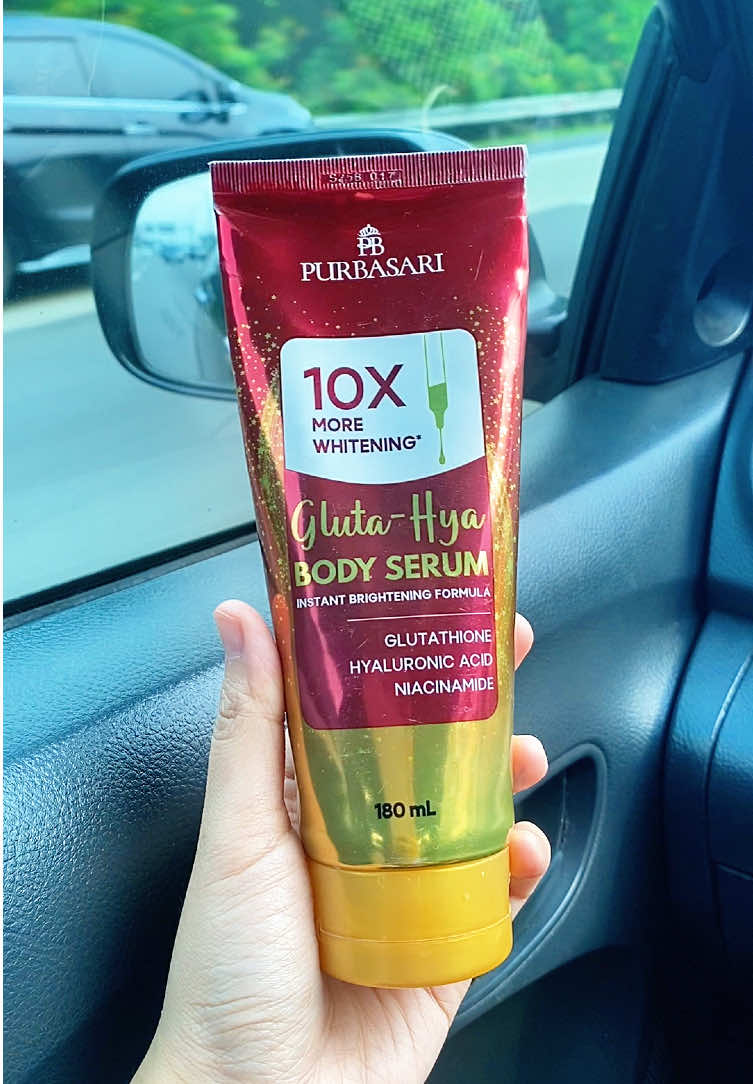 PB
PURBASARI
10X
MORE
WHITENING*
Gluta-Hya
BODY SERUM
INSTANT BRIGHTENING FORMULA
GLUTATHIONE
HYALURONIC ACID
NIACINAMIDE
180 mL